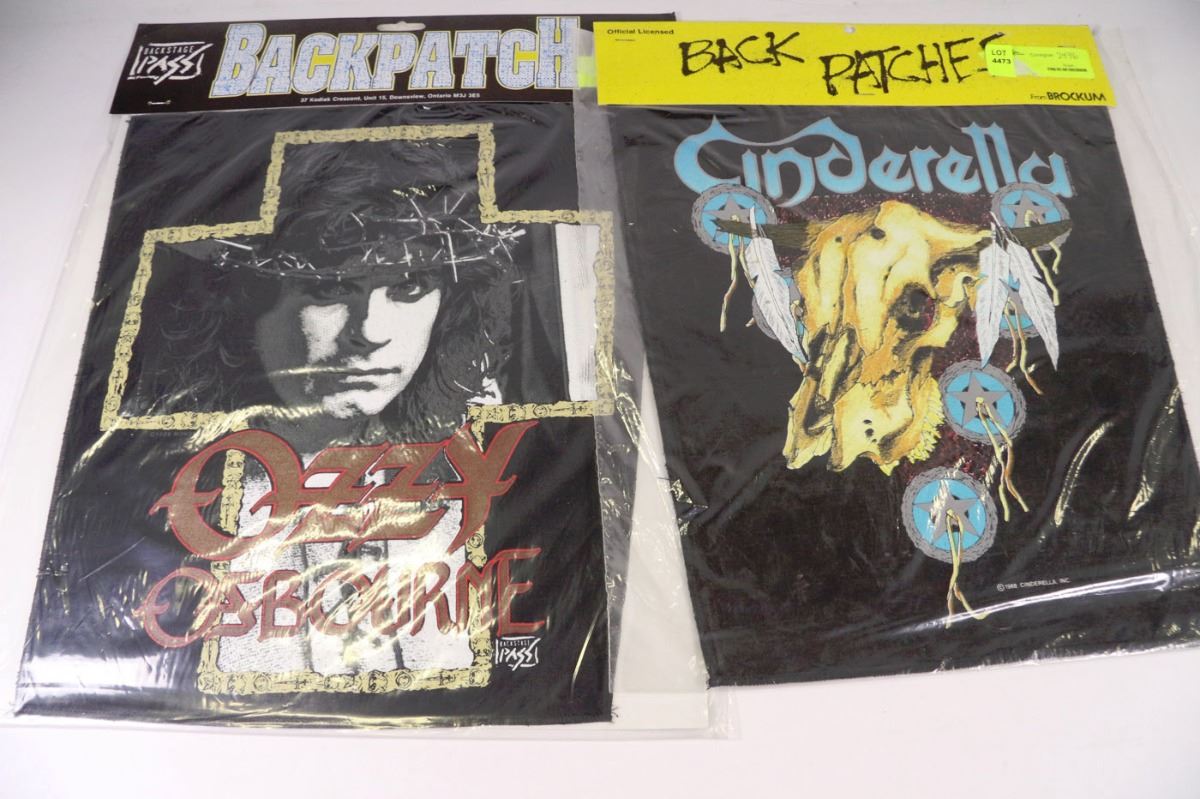 BACKSTAGE
PASS
BACKPATCH
37 Kodiak Crescent, Unit 15, Downsview, Ontario M3J 3E5
OZZY
OSBOURNE
BACKSTAGE
PASS
Official Licensed
BACK PATCHES
LOT
4473
From BROCKUM
Cinderella
©1988 CINDERELLA, INC.